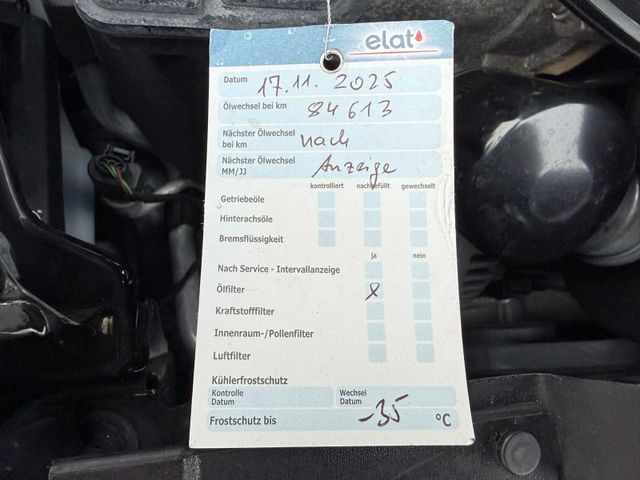 elat
Datum 17.11.2025
Ölwechsel bei km 84613
Nächster Ölwechsel
bei km nach
Nächster Ölwechsel
MM/JJ Anzeige
kontrolliert nachgefüllt gewechselt
Getriebeöle
Hinterachsöle
Bremsflüssigkeit
ja nein
Nach Service - Intervallanzeige
Ölfilter X
Kraftstofffilter
Innenraum-/Pollenfilter
Luftfilter
Kühlerfrostschutz
Kontrolle Wechsel
Datum Datum
Frostschutz bis -35 °C